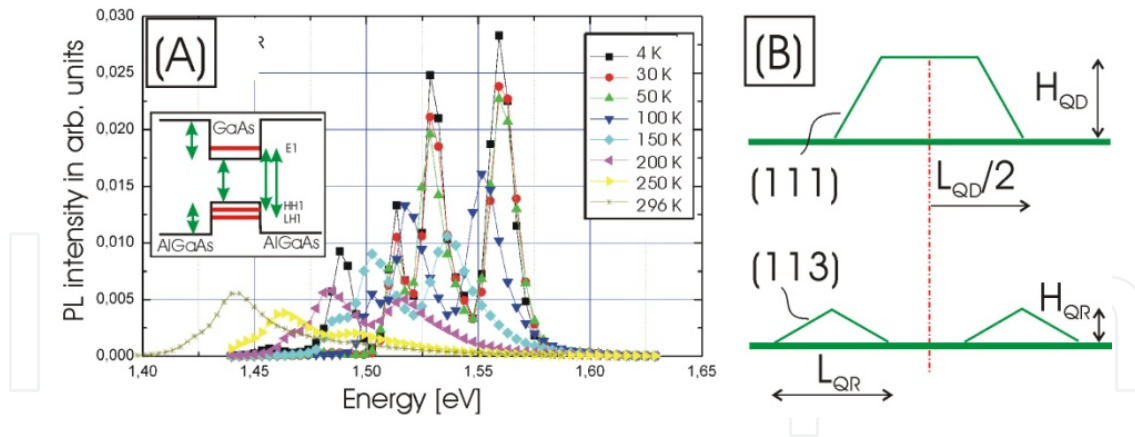 (A)
R
PL intensity in arb. units
0.030
0.025
0.020
0.015
0.010
0.005
0.000
1,40
1,45
1,50
1,55
1,60
1,65
Energy [eV]
4 K
30 K
50 K
100 K
150 K
200 K
250 K
296 K
GaAs
E1
HH1
LH1
AlGaAs
AlGaAs
(B)
H_QD
(111)
L_QD/2
(113)
H_QR
L_QR